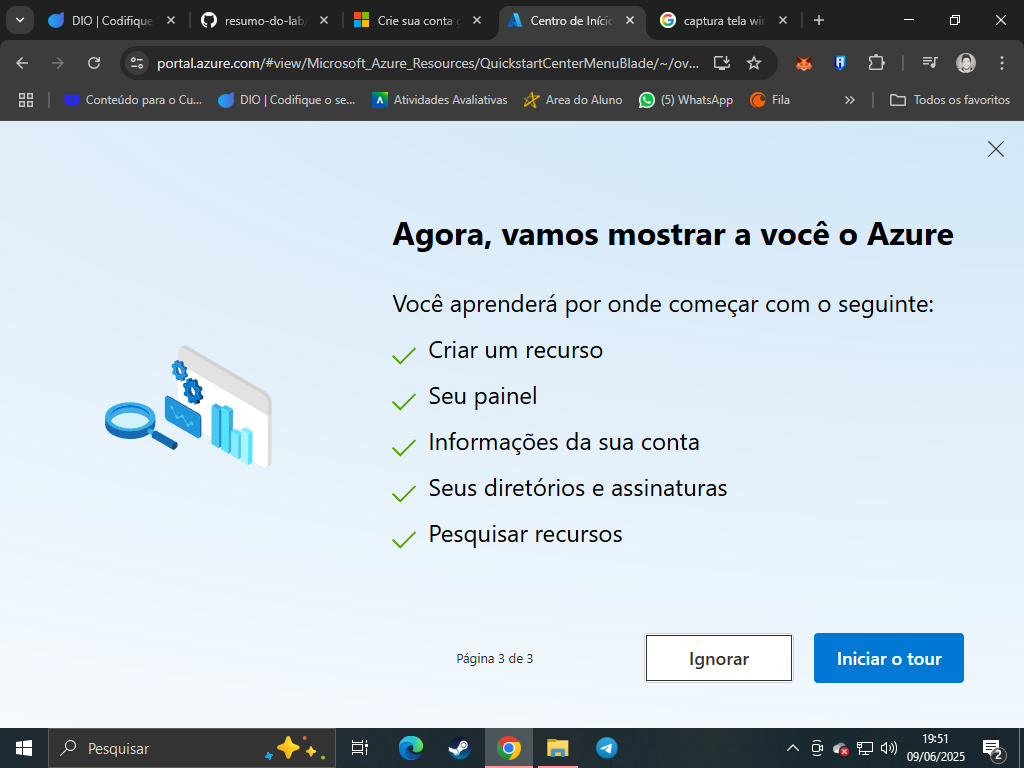 DIO | Codifique
resumo-do-lab
Crie sua conta
Centro de Iníci
captura tela wi
portal.azure.com/#view/Microsoft_Azure_Resources/QuickstartCenterMenuBlade/~/ov...
Conteúdo para o Cu...
DIO | Codifique o se...
Atividades Avaliativas
Area do Aluno
(5) WhatsApp
Fila
Todos os favoritos
Agora, vamos mostrar a você o Azure
Você aprenderá por onde começar com o seguinte:
Criar um recurso
Seu painel
Informações da sua conta
Seus diretórios e assinaturas
Pesquisar recursos
Página 3 de 3
Ignorar
Iniciar o tour
Pesquisar
19:51
09/06/2025
2